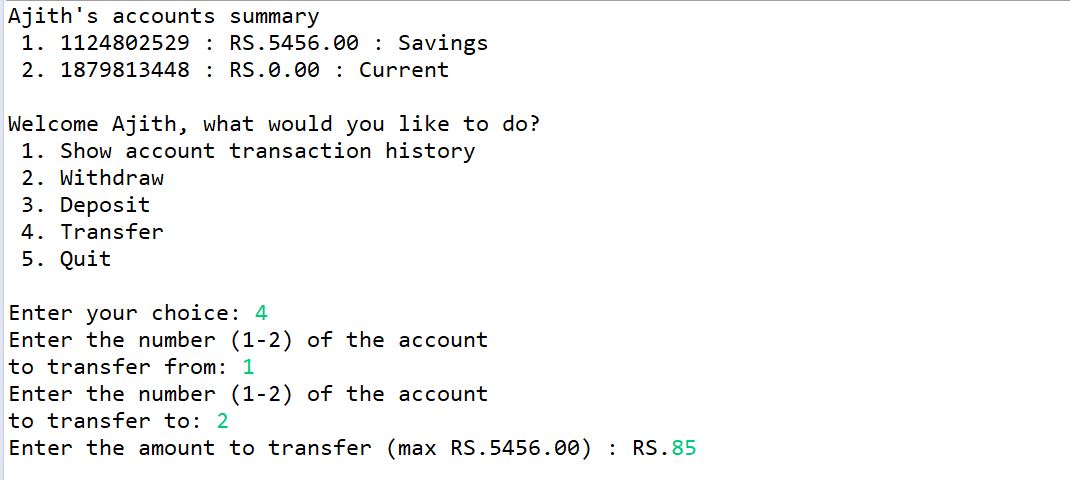 Ajith's accounts summary
1. 1124802529 : RS.5456.00 : Savings
2. 1879813448 : RS.0.00 : Current
Welcome Ajith, what would you like to do?
1. Show account transaction history
2. Withdraw
3. Deposit
4. Transfer
5. Quit
Enter your choice: 4
Enter the number (1-2) of the account
to transfer from: 1
Enter the number (1-2) of the account
to transfer to: 2
Enter the amount to transfer (max RS.5456.00) : RS.85